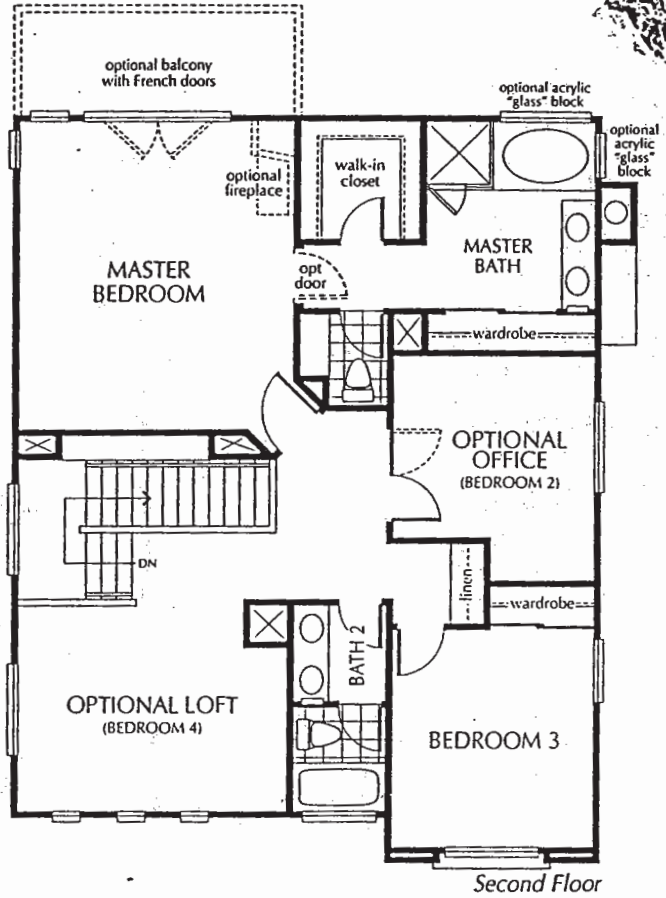 optional balcony
with French doors
optional acrylic
"glass" block
optional
acrylic
"glass"
block
optional
fireplace
walk-in
closet
MASTER
BEDROOM
opt
door
MASTER
BATH
wardrobe
OPTIONAL
OFFICE
(BEDROOM 2)
DN
linen
wardrobe
BATH 2
OPTIONAL LOFT
(BEDROOM 4)
BEDROOM 3
Second Floor